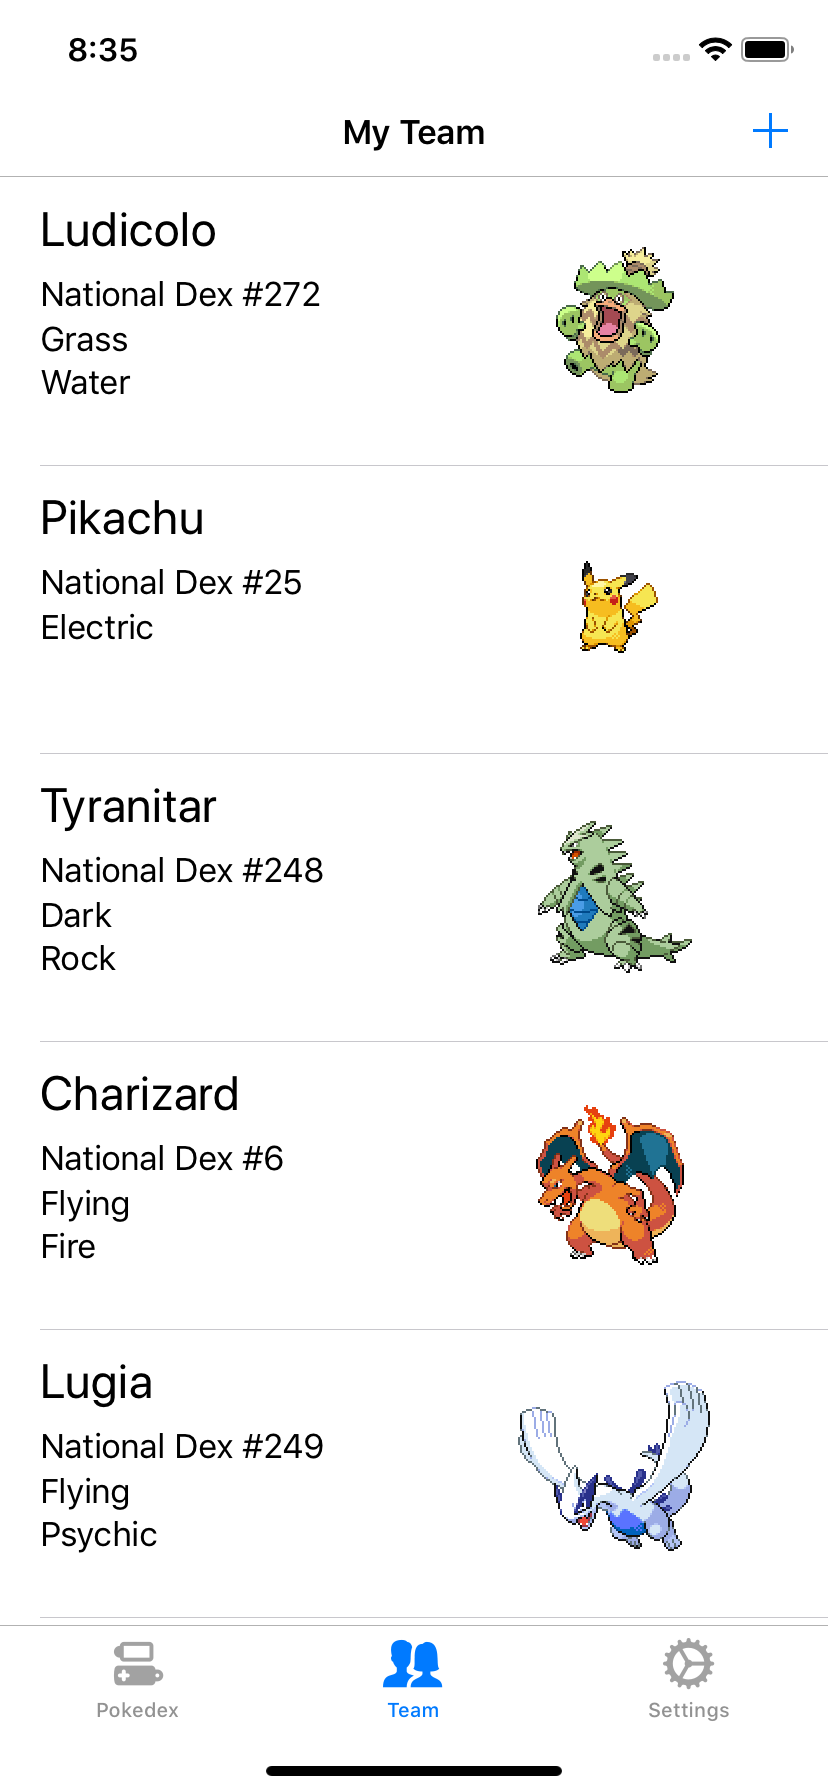 8:35
My Team
Ludicolo
National Dex #272
Grass
Water
Pikachu
National Dex #25
Electric
Tyranitar
National Dex #248
Dark
Rock
Charizard
National Dex #6
Flying
Fire
Lugia
National Dex #249
Flying
Psychic
Pokedex
Team
Settings